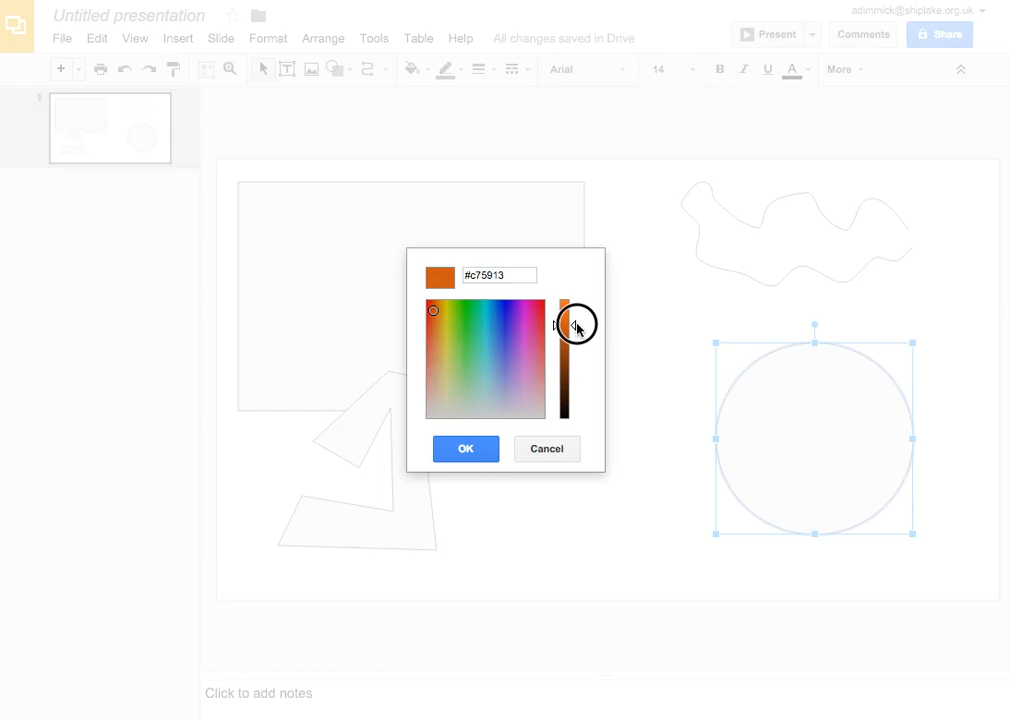 Untitled presentation
adimmick@shiplake.org.uk
File Edit View Insert Slide Format Arrange Tools Table Help All changes saved in Drive
Present Comments Share
Arial 14 B I U A More
1
#c75913
OK Cancel
Click to add notes